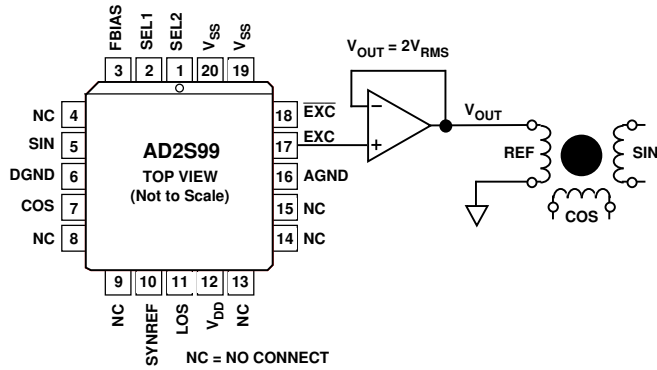 FBIAS
SEL1
SEL2
VSS
VSS
3 2 1 20 19
VOUT = 2VRMS
NC 4
SIN 5
DGND 6
COS 7
NC 8
AD2S99
TOP VIEW
(Not to Scale)
18 EXC
17 EXC
16 AGND
15 NC
14 NC
−
+
VOUT
REF
SIN
COS
9 10 11 12 13
NC
SYNREF
LOS
VDD
NC
NC = NO CONNECT